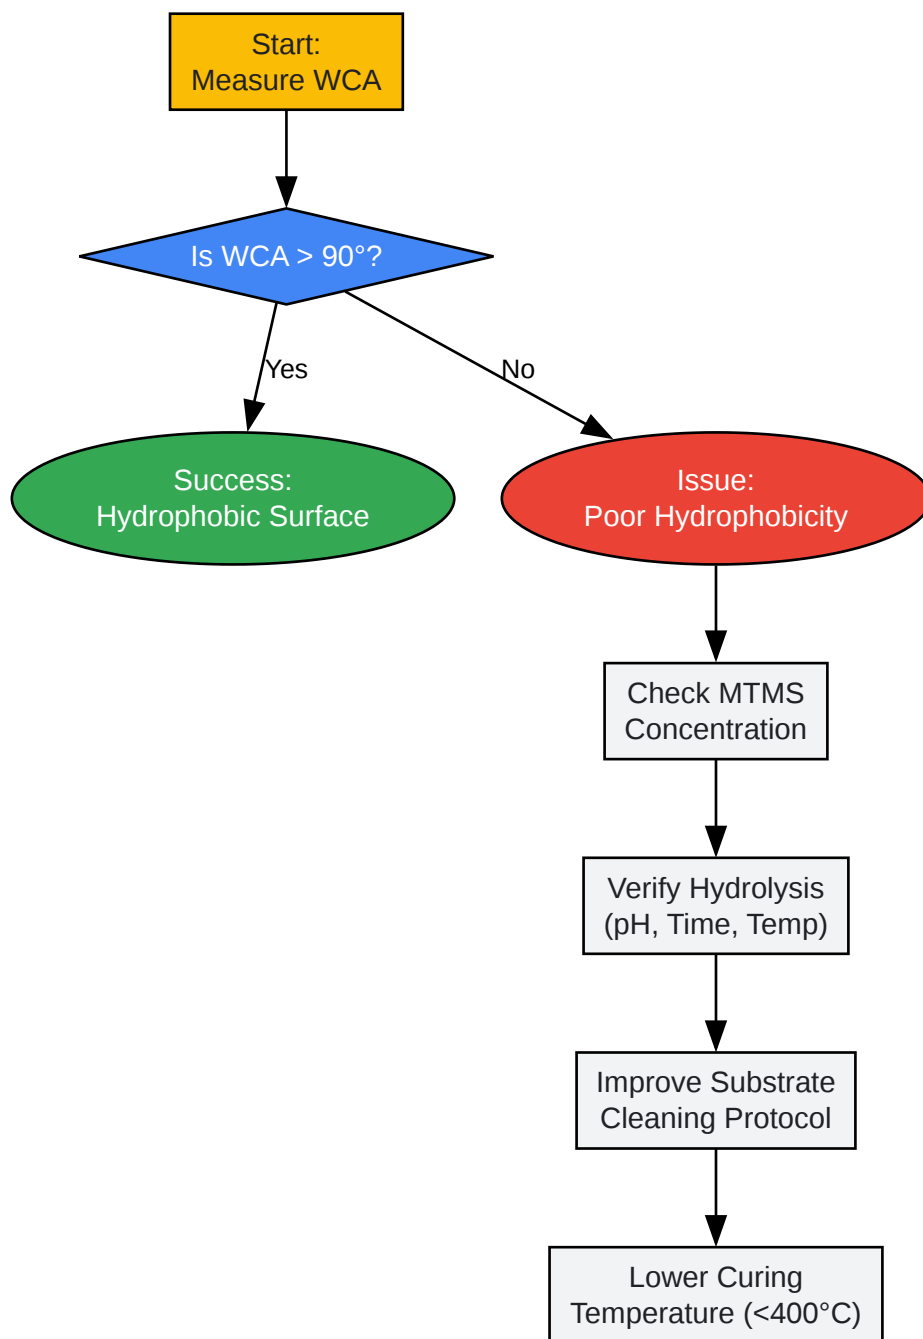 Start:
Measure WCA
Is WCA > 90°?
Yes
No
Success:
Hydrophobic Surface
Issue:
Poor Hydrophobicity
Check MTMS
Concentration
Verify Hydrolysis
(pH, Time, Temp)
Improve Substrate
Cleaning Protocol
Lower Curing
Temperature (<400°C)